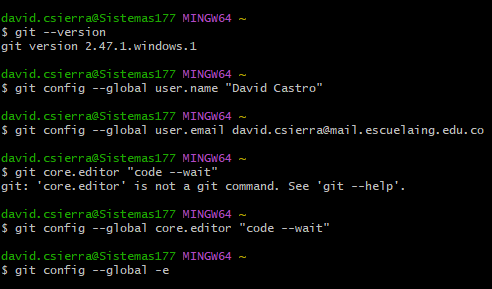 david.csierra@Sistemas177 MINGW64 ~
$ git --version
git version 2.47.1.windows.1
david.csierra@Sistemas177 MINGW64 ~
$ git config --global user.name "David Castro"
david.csierra@Sistemas177 MINGW64 ~
$ git config --global user.email david.csierra@mail.escuelaing.edu.co
david.csierra@Sistemas177 MINGW64 ~
$ git core.editor "code --wait"
git: 'core.editor' is not a git command. See 'git --help'.
david.csierra@Sistemas177 MINGW64 ~
$ git config --global core.editor "code --wait"
david.csierra@Sistemas177 MINGW64 ~
$ git config --global -e